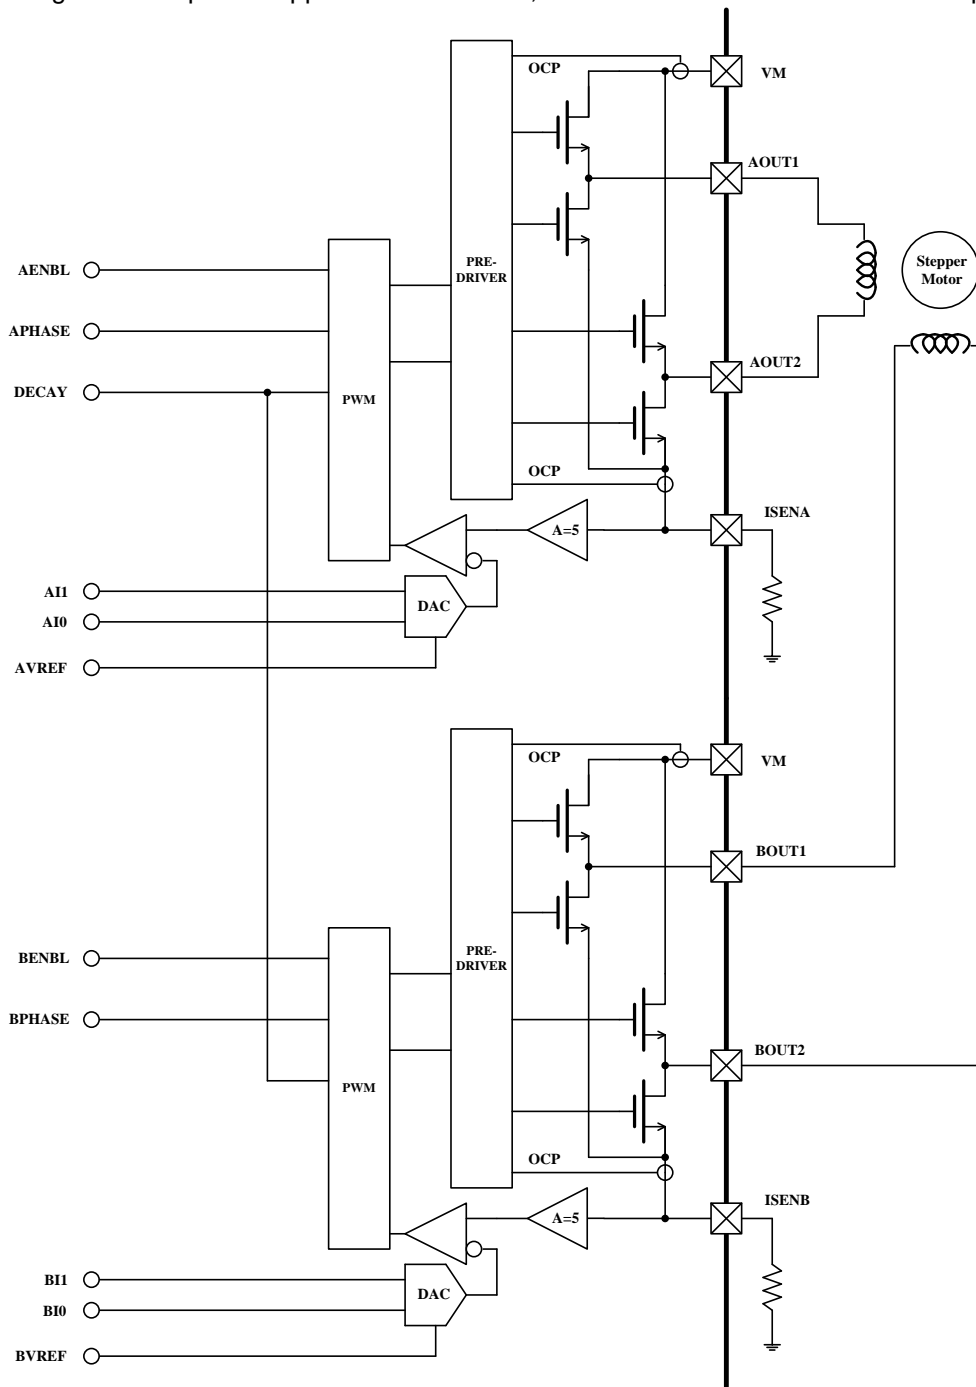 OCP
VM
AOUT1
AENBL
PRE-
DRIVER
Stepper
Motor
APHASE
AOUT2
DECAY
PWM
OCP
ISENA
A=5
AI1
DAC
AI0
AVREF
OCP
VM
BOUT1
BENBL
PRE-
DRIVER
BPHASE
BOUT2
PWM
OCP
ISENB
A=5
BI1
DAC
BI0
BVREF